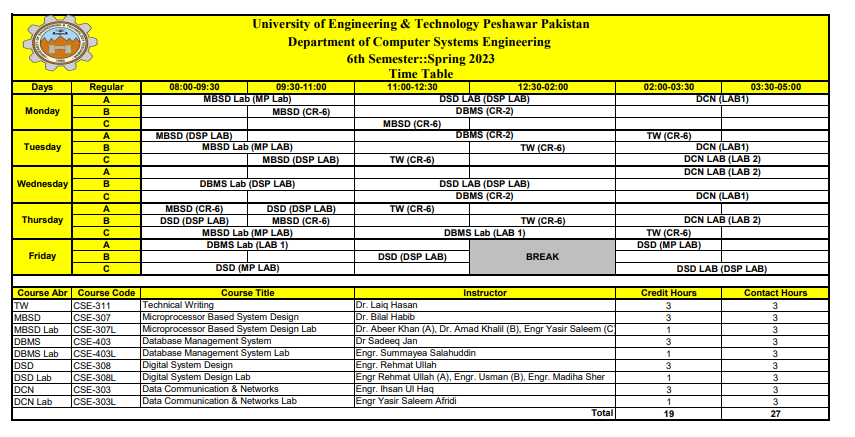 University of Engineering & Technology Peshawar Pakistan
Department of Computer Systems Engineering
6th Semester::Spring 2023
Time Table
Days Regular 08:00-09:30 09:30-11:00 11:00-12:30 12:30-02:00 02:00-03:30 03:30-05:00
A MBSD Lab (MP Lab) DSD LAB (DSP LAB) DCN (LAB1)
Monday B MBSD (CR-6) DBMS (CR-2)
C MBSD (CR-6)
A MBSD (DSP LAB) DBMS (CR-2) TW (CR-6)
Tuesday B MBSD Lab (MP LAB) TW (CR-6)
C MBSD (DSP LAB) TW (CR-6) DCN LAB (LAB 2)
A DCN LAB (LAB 2)
Wednesday B DBMS Lab (DSP LAB) DSD LAB (DSP LAB)
C DBMS (CR-2) DCN (LAB1)
A MBSD (CR-6) DSD (DSP LAB) TW (CR-6)
Thursday B DSD (DSP LAB) MBSD (CR-6) TW (CR-6) DCN LAB (LAB 2)
C MBSD Lab (MP LAB) DBMS Lab (LAB 1) TW (CR-6)
A DBMS Lab (LAB 1) DSD (MP LAB)
Friday B DSD (DSP LAB) BREAK
C DSD (MP LAB) DSD LAB (DSP LAB)
Course Abr Course Code Course Title Instructor Credit Hours Contact Hours
TW CSE-311 Technical Writing Dr. Laiq Hasan 3 3
MBSD CSE-307 Microprocessor Based System Design Dr. Bilal Habib 3 3
MBSD Lab CSE-307L Microprocessor Based System Design Lab Dr. Abeer Khan (A), Dr. Amad Khalil (B), Engr Yasir Saleem (C) 1 3
DBMS CSE-403 Database Management System Dr Sadeeq Jan 3 3
DBMS Lab CSE-403L Database Management System Lab Engr. Summayea Salahuddin 1 3
DSD CSE-308 Digital System Design Engr. Rehmat Ullah 3 3
DSD Lab CSE-308L Digital System Design Lab Engr Rehmat Ullah (A), Engr. Usman (B), Engr. Madiha Sher 1 3
DCN CSE-303 Data Communication & Networks Engr. Ihsan Ul Haq 3 3
DCN Lab CSE-303L Data Communication & Networks Lab Engr Yasir Saleem Afridi 1 3
Total 19 27